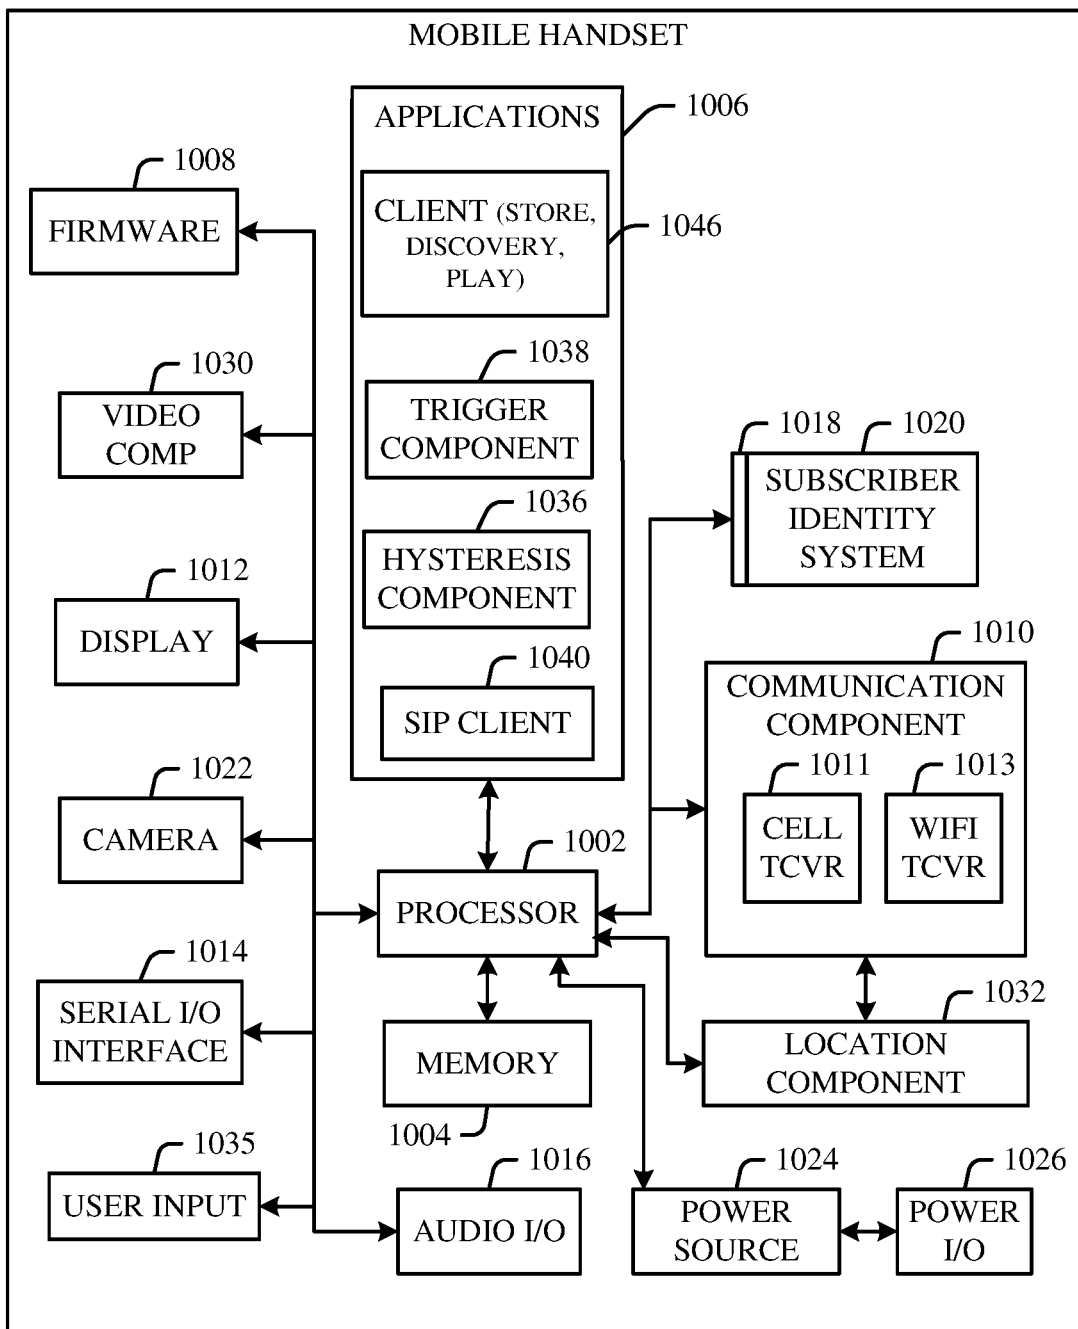 MOBILE HANDSET
APPLICATIONS
1006
CLIENT (STORE,
DISCOVERY,
PLAY)
1046
1008
FIRMWARE
1030
VIDEO
COMP
1038
TRIGGER
COMPONENT
1036
HYSTERESIS
COMPONENT
1018
1020
SUBSCRIBER
IDENTITY
SYSTEM
1012
DISPLAY
1040
SIP CLIENT
1010
COMMUNICATION
COMPONENT
1011
CELL
TCVR
1013
WIFI
TCVR
1022
CAMERA
1002
PROCESSOR
1014
SERIAL I/O
INTERFACE
MEMORY
1004
1032
LOCATION
COMPONENT
1035
USER INPUT
1016
AUDIO I/O
1024
POWER
SOURCE
1026
POWER
I/O